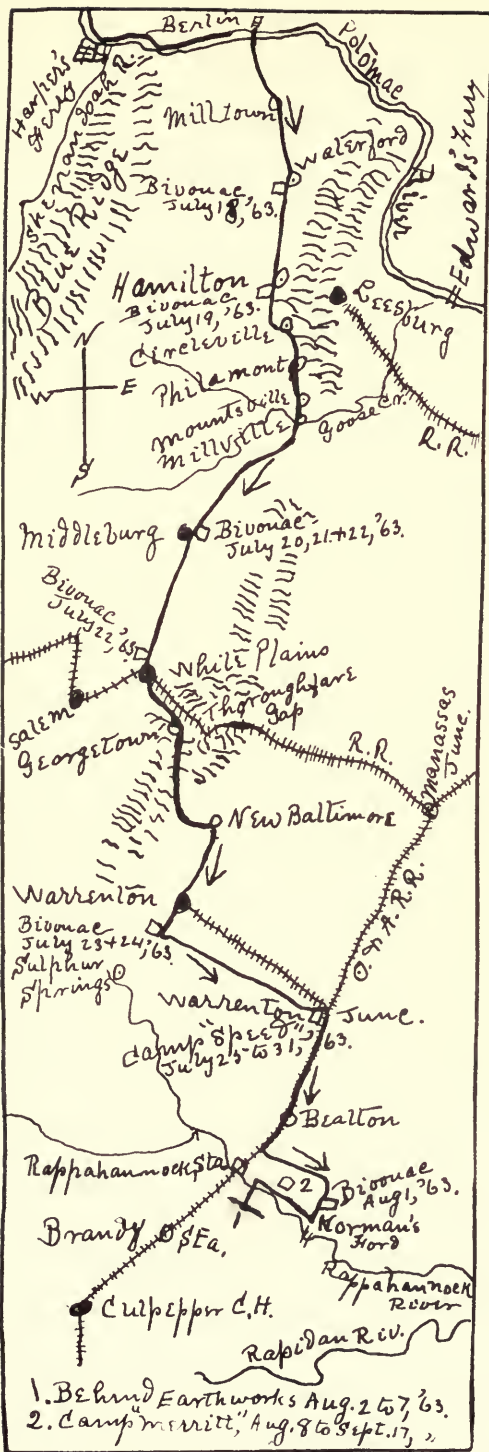 Berlin
Potomac
River
Harper's
Ferry
Shenandoah R.
Blue Ridge
Milltown
Waterford
Bivouac
July 18, '63.
Edwards' Ferry
Hamilton
Bivouac
July 19, '63.
Leesburg
Circleville
Philamont
Mountsville
Millville
Goose Cr.
R.R.
N
W E
S
Middleburg
Bivouac
July 20, 21 + 22, '63.
Bivouac
July 22, '63
White Plains
Thoroughfare
Gap
Salem
Georgetown
R.R.
Manassas
Junc.
New Baltimore
O. & A. R.R.
Warrenton
Bivouac
July 23 + 24, '63.
Sulphur
Springs
Warrenton June.
Camp "Speed",
July 25 to 31, '63.
Bealton
Rappahannock Sta
2
1
Bivouac
Aug 1, '63.
Norman's
Ford
Brandy Sta.
Rappahannock
River
Culpepper C.H.
Rapidan Riv.
1. Behind Earthworks Aug. 2 to 7, '63.
2. Camp "Merritt", Aug. 8 to Sept. 17, "